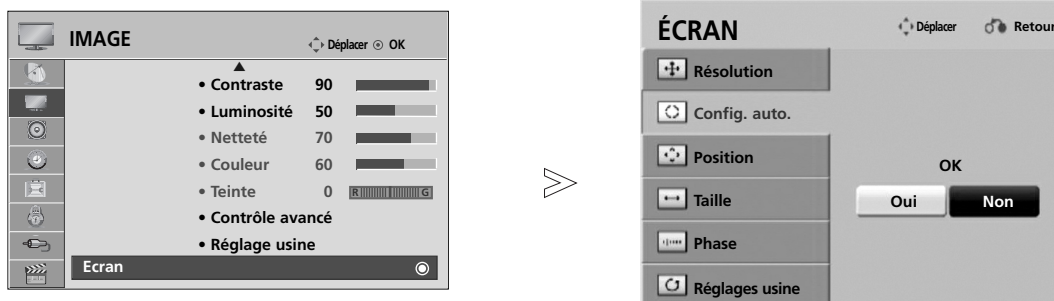 IMAGE
Déplacer OK
• Contraste 90
• Luminosité 50
• Netteté 70
• Couleur 60
• Teinte 0 R G
• Contrôle avancé
• Réglage usine
Ecran
ÉCRAN
Déplacer Retour
Résolution
Config. auto.
Position
Taille
Phase
Réglages usine
OK
Oui Non